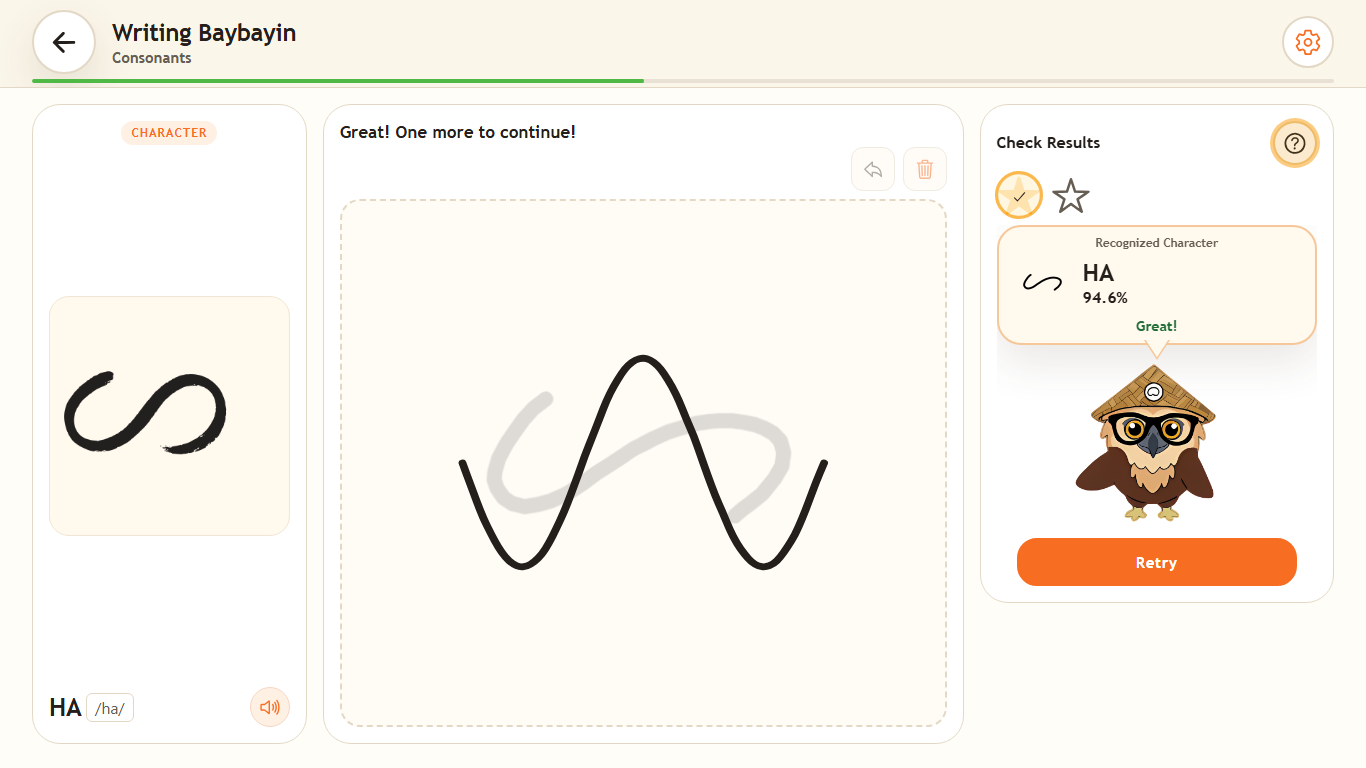 Writing Baybayin
Consonants
CHARACTER
ᜑ
HA /ha/
Great! One more to continue!
Check Results
Recognized Character
ᜑ HA
94.6%
Great!
Retry